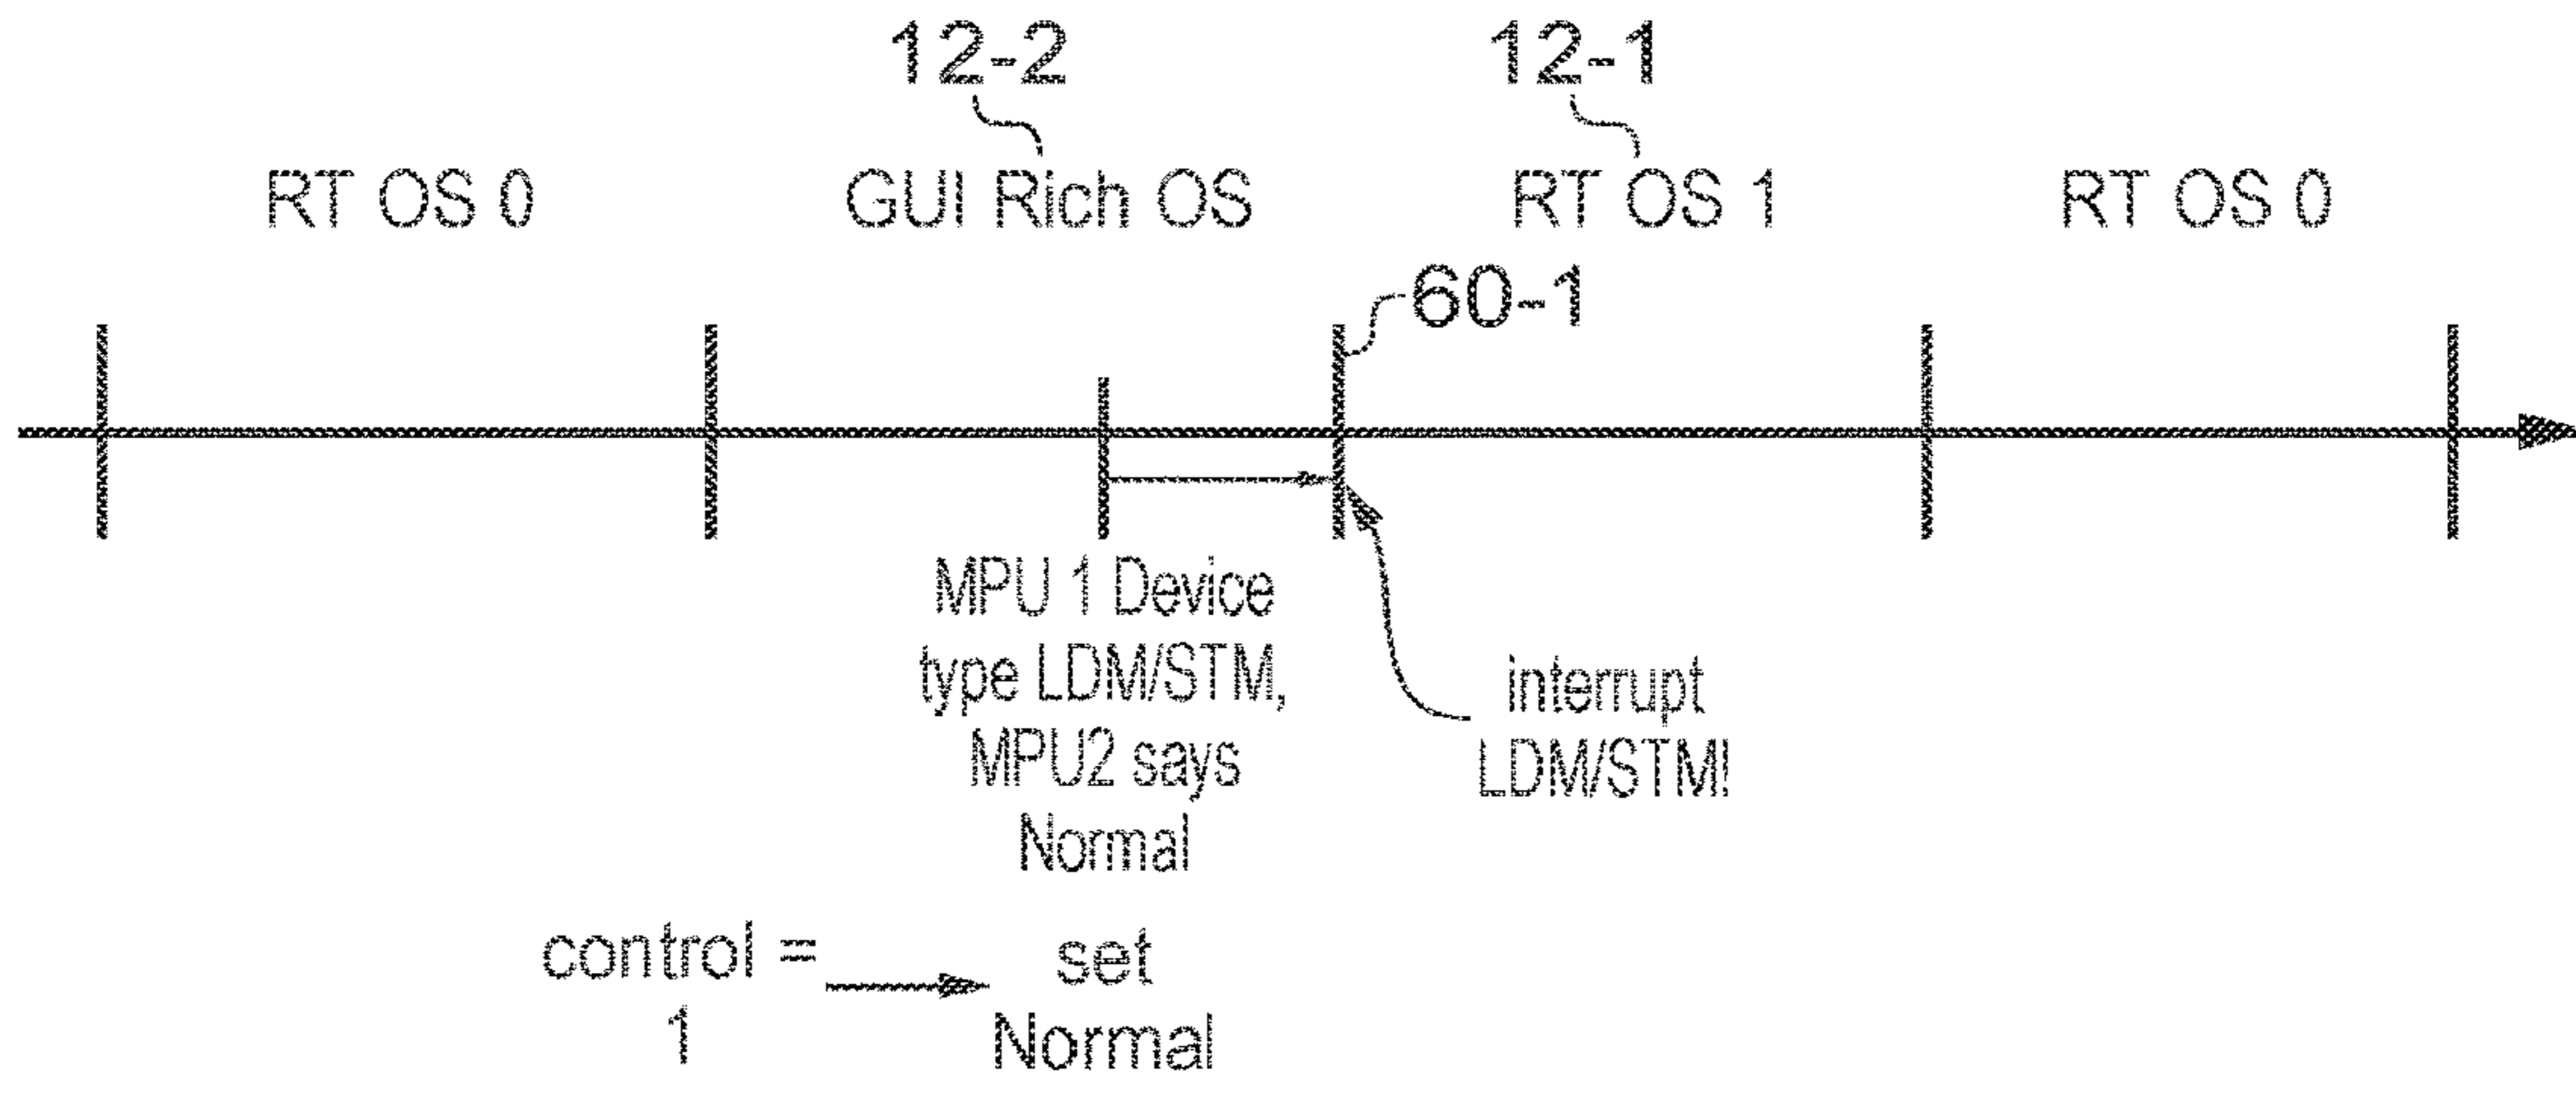 12-2
12-1
RT OS 0
GUI Rich OS
RT OS 1
RT OS 0
60-1
MPU 1 Device
type LDM/STM,
MPU2 says
Normal
interrupt
LDM/STM!
control =
1
set
Normal